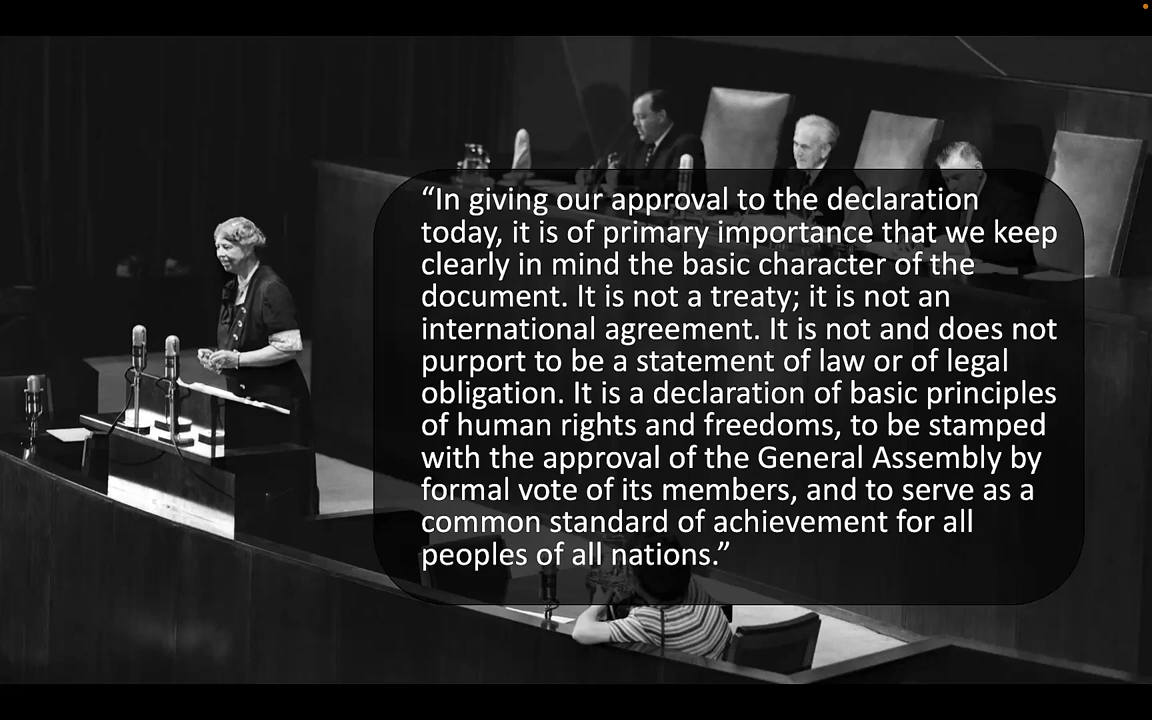 “In giving our approval to the declaration
today, it is of primary importance that we keep
clearly in mind the basic character of the
document. It is not a treaty; it is not an
international agreement. It is not and does not
purport to be a statement of law or of legal
obligation. It is a declaration of basic principles
of human rights and freedoms, to be stamped
with the approval of the General Assembly by
formal vote of its members, and to serve as a
common standard of achievement for all
peoples of all nations.”